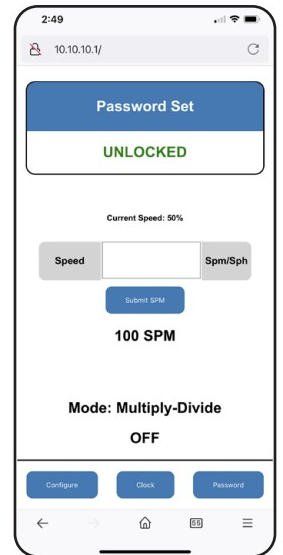 2:49
10.10.10.1/
Password Set
UNLOCKED
Current Speed: 50%
Speed Spm/Sph
Submit SPM
100 SPM
Mode: Multiply-Divide
OFF
Configure Clock Password
65